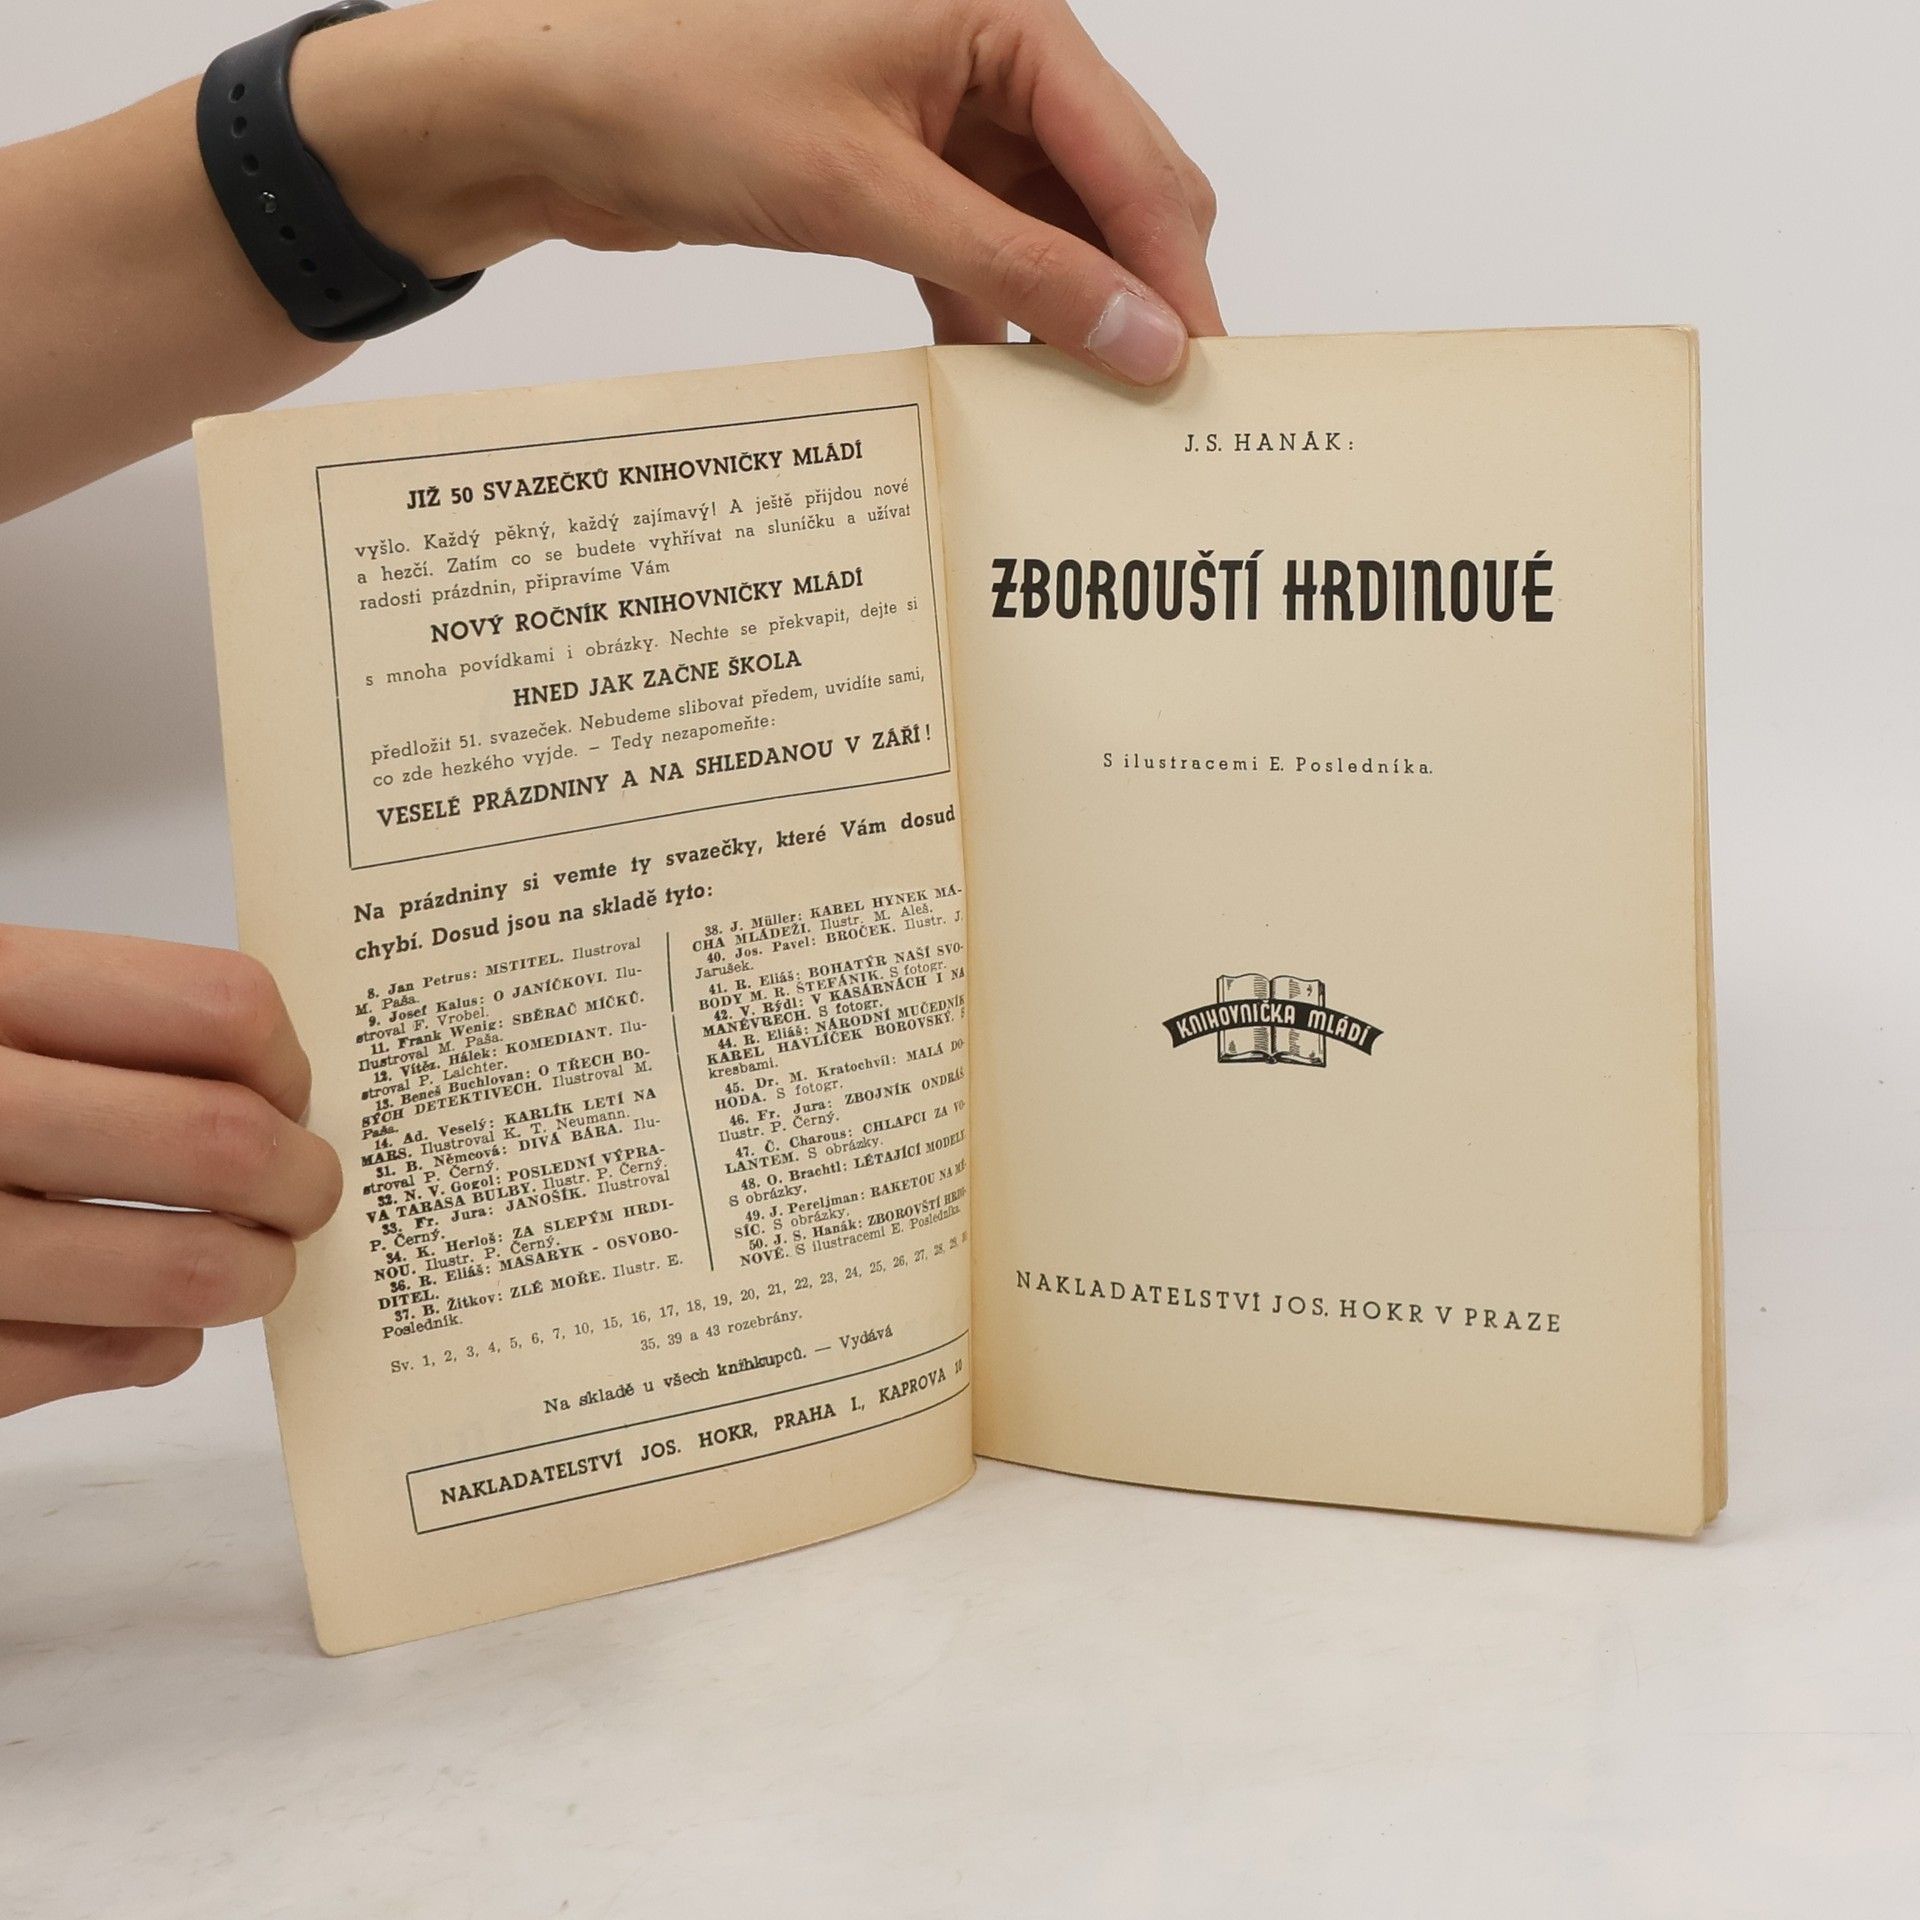 JIŽ 50 SVAZEČKŮ KNIHOVNIČKY MLÁDÍ
vyšlo. Každý pěkný, každý zajímavý! A ještě přijdou nové
a hezčí. Zatím co se budete vyhřívat na sluníčku a užívat
radosti prázdnin, připravíme Vám
NOVÝ ROČNÍK KNIHOVNIČKY MLÁDÍ
s mnoha povídkami i obrázky. Nechte se překvapit, dejte si
HNED JAK ZAČNE ŠKOLA
předložit 51. svazeček. Nebudeme slibovat předem, uvidíte sami,
co zde hezkého vyjde. – Tedy nezapomeňte:
VESELÉ PRÁZDNINY A NA SHLEDANOU V ZÁŘÍ!
Na prázdniny si vemte ty svazečky, které Vám dosud
chybí. Dosud jsou na skladě tyto:
8. Jan Petrus: MSTITEL. Ilustroval
M. Paša.
9. Josef Kalus: O JANÍČKOVI. Ilu-
stroval F. Vrobel.
11. Frank Wenig: SBĚRAČ MÍČKŮ.
Ilustroval M. Paša.
12. Vítěz. Hálek: KOMEDIANT. Ilu-
stroval P. Laichter.
13. Beneš Buchlovan: O TŘECH BO-
SÝCH DETEKTIVECH. Ilustroval M.
Paša.
14. Ad. Veselý: KARLÍK LETÍ NA
MARS. Ilustroval K. T. Neumann.
31. B. Němcová: DIVÁ BÁRA. Ilu-
stroval P. Černý.
32. N. V. Gogol: POSLEDNÍ VÝPRA-
VA TARASA BULBY. Ilustr. P. Černý.
33. Fr. Jura: JANOŠÍK. Ilustroval
P. Černý.
34. K. Herloš: ZA SLEPÝM HRDI-
NOU. Ilustr. P. Černý.
36. R. Eliáš: MASARYK - OSVOBO-
DITEL.
37. B. Žitkov: ZLÉ MOŘE. Ilustr. E.
Posledník.
38. J. Müller: KAREL HYNEK MÁ-
CHA MLÁDEŽI. Ilustr. M. Aleš.
40. Jos. Pavel: BROČEK. Ilustr. J.
Jarušek.
41. R. Eliáš: BOHATÝR NAŠÍ SVO-
BODY M. R. ŠTEFÁNIK. S fotogr.
42. V. Rýdl: V KASÁRNÁCH I NA
MANÉVRECH. S fotogr.
44. R. Eliáš: NÁRODNÍ MUČEDNÍK
KAREL HAVLÍČEK BOROVSKÝ. S
kresbami.
45. Dr. M. Kratochvíl: MALÁ DO-
HODA. S fotogr.
46. Fr. Jura: ZBOJNÍK ONDRÁŠ.
Ilustr. P. Černý.
47. Č. Charous: CHLAPCI ZA VO-
LANTEM. S obrázky.
48. O. Brachtl: LÉTAJÍCÍ MODELY.
S obrázky.
49. J. Pereljman: RAKETOU NA MĚ-
SÍC. S obrázky.
50. J. S. Hanák: ZBOROVŠTÍ HRDI-
NOVÉ. S ilustracemi E. Posledníka.
Sv. 1, 2, 3, 4, 5, 6, 7, 10, 15, 16, 17, 18, 19, 20, 21, 22, 23, 24, 25, 26, 27, 28, 29,
35, 39 a 43 rozebrány.
Na skladě u všech knihkupců. — Vydává
NAKLADATELSTVÍ JOS. HOKR, PRAHA I., KAPROVA 10
J. S. HANÁK:
ZBOROUŠTÍ HRDINOUÉ
S ilustracemi E. Posledníka.
KNIHOVNIČKA MLÁDÍ
NAKLADATELSTVÍ JOS. HOKR V PRAZE